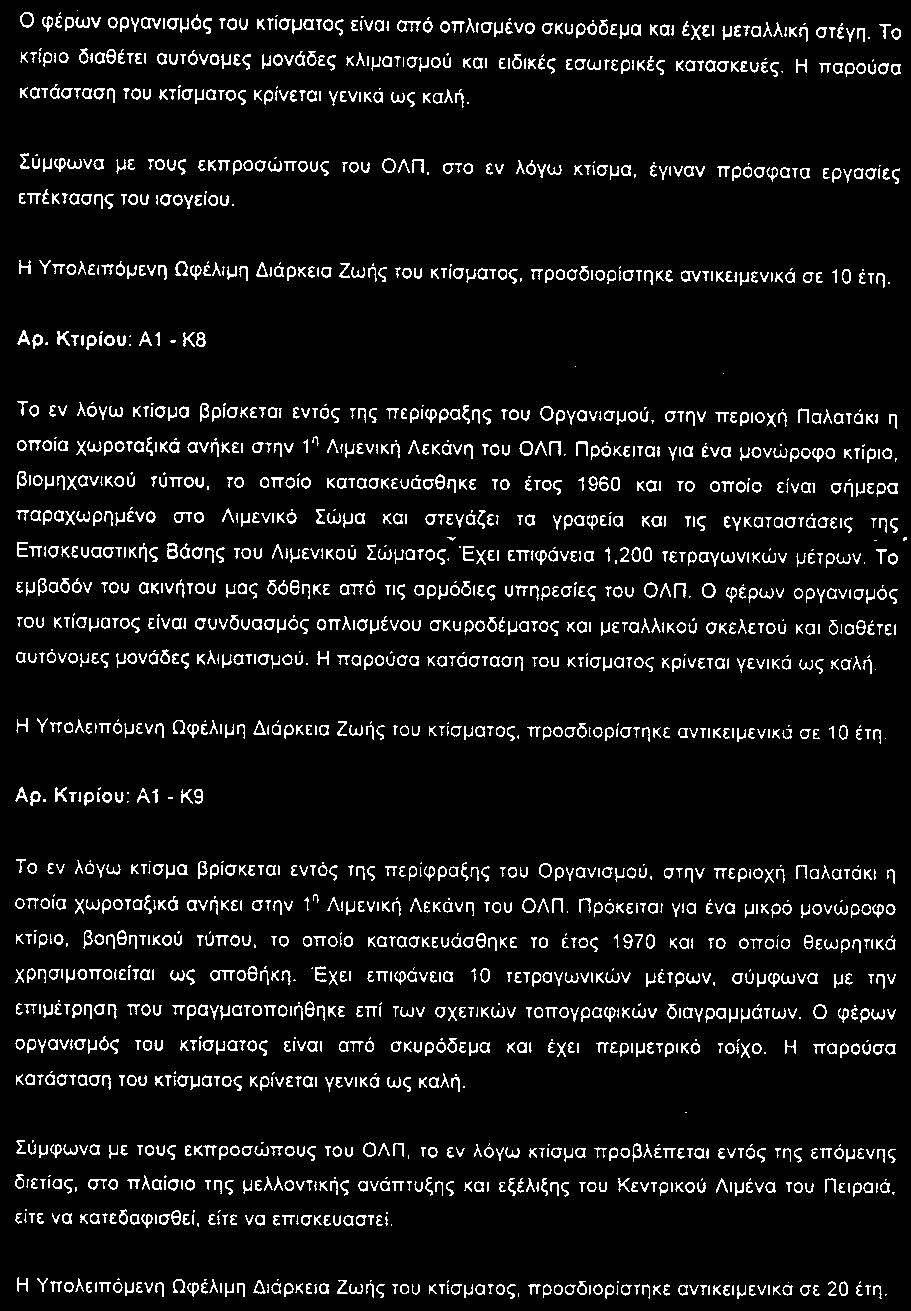 Ο φέρων οργανισμός του κτίσματος είναι από οπλισμένο σκυρόδεμα και έχει μεταλλική στέγη. Το
κτίριο διαθέτει αυτόνομες μονάδες κλιματισμού και ειδικές εσωτερικές κατασκευές. Η παρούσα
κατάσταση του κτίσματος κρίνεται γενικά ως καλή.
Σύμφωνα με τους εκπροσώπους του ΟΛΠ, στο εν λόγω κτίσμα, έγιναν πρόσφατα εργασίες
επέκτασης του ισογείου.
Η Υπολειπόμενη Ωφέλιμη Διάρκεια Ζωής του κτίσματος, προσδιορίστηκε αντικειμενικά σε 10 έτη.
Αρ. Κτιρίου: Α1 - Κ8
Το εν λόγω κτίσμα βρίσκεται εντός της περίφραξης του Οργανισμού, στην περιοχή Παλατάκι η
οποία χωροταξικά ανήκει στην 1η Λιμενική Λεκάνη του ΟΛΠ. Πρόκειται για ένα μονώροφο κτίριο,
βιομηχανικού τύπου, το οποίο κατασκευάσθηκε το έτος 1960 και το οποίο είναι σήμερα
παραχωρημένο στο Λιμενικό Σώμα και στεγάζει τα γραφεία και τις εγκαταστάσεις της
Επισκευαστικής Βάσης του Λιμενικού Σώματος. Έχει επιφάνεια 1,200 τετραγωνικών μέτρων. Το
εμβαδόν του ακινήτου μας δόθηκε από τις αρμόδιες υπηρεσίες του ΟΛΠ. Ο φέρων οργανισμός
του κτίσματος είναι συνδυασμός οπλισμένου σκυροδέματος και μεταλλικού σκελετού και διαθέτει
αυτόνομες μονάδες κλιματισμού. Η παρούσα κατάσταση του κτίσματος κρίνεται γενικά ως καλή.
Η Υπολειπόμενη Ωφέλιμη Διάρκεια Ζωής του κτίσματος, προσδιορίστηκε αντικειμενικά σε 10 έτη.
Αρ. Κτιρίου: Α1 - Κ9
Το εν λόγω κτίσμα βρίσκεται εντός της περίφραξης του Οργανισμού, στην περιοχή Παλατάκι η
οποία χωροταξικά ανήκει στην 1η Λιμενική Λεκάνη του ΟΛΠ. Πρόκειται για ένα μικρό μονώροφο
κτίριο, βοηθητικού τύπου, το οποίο κατασκευάσθηκε το έτος 1970 και το οποίο θεωρητικά
χρησιμοποιείται ως αποθήκη. Έχει επιφάνεια 10 τετραγωνικών μέτρων, σύμφωνα με την
επιμέτρηση που πραγματοποιήθηκε επί των σχετικών τοπογραφικών διαγραμμάτων. Ο φέρων
οργανισμός του κτίσματος είναι από σκυρόδεμα και έχει περιμετρικό τοίχο. Η παρούσα
κατάσταση του κτίσματος κρίνεται γενικά ως καλή.
Σύμφωνα με τους εκπροσώπους του ΟΛΠ, το εν λόγω κτίσμα προβλέπεται εντός της επόμενης
διετίας, στο πλαίσιο της μελλοντικής ανάπτυξης και εξέλιξης του Κεντρικού Λιμένα του Πειραιά,
είτε να κατεδαφισθεί, είτε να επισκευαστεί.
Η Υπολειπόμενη Ωφέλιμη Διάρκεια Ζωής του κτίσματος, προσδιορίστηκε αντικειμενικά σε 20 έτη.